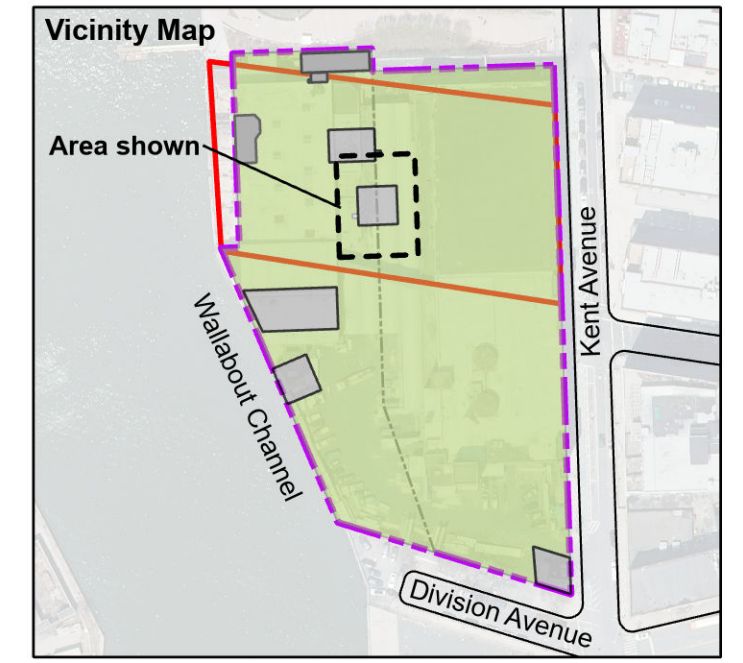 Vicinity Map
Area shown
Wallabout Channel
Kent Avenue
Division Avenue